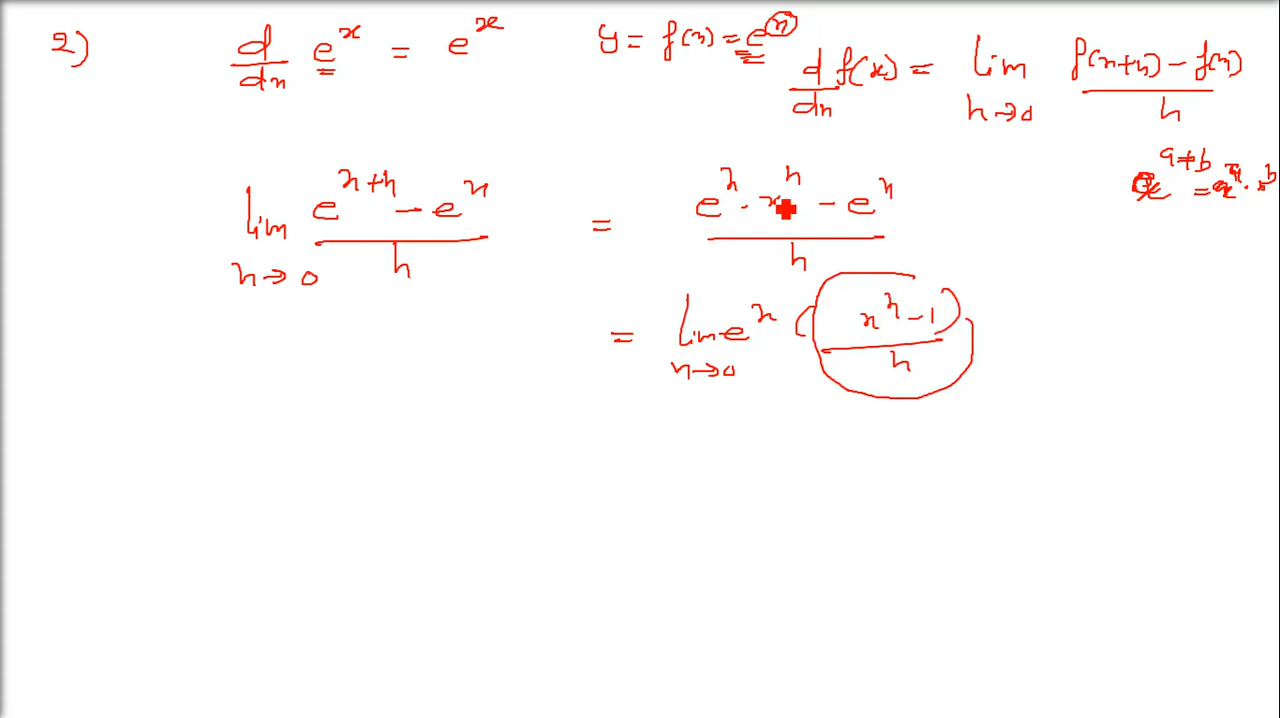 2) d/dx e^x = e^x
y = f(x) = e^x
d/dx f(x) = lim h→0 f(x+h) - f(x) / h
x^a+b = x^a . x^b
lim h→0 e^x+h - e^x / h = e^x . x^h - e^x / h
= lim h→0 e^x ( x^h - 1 / h )